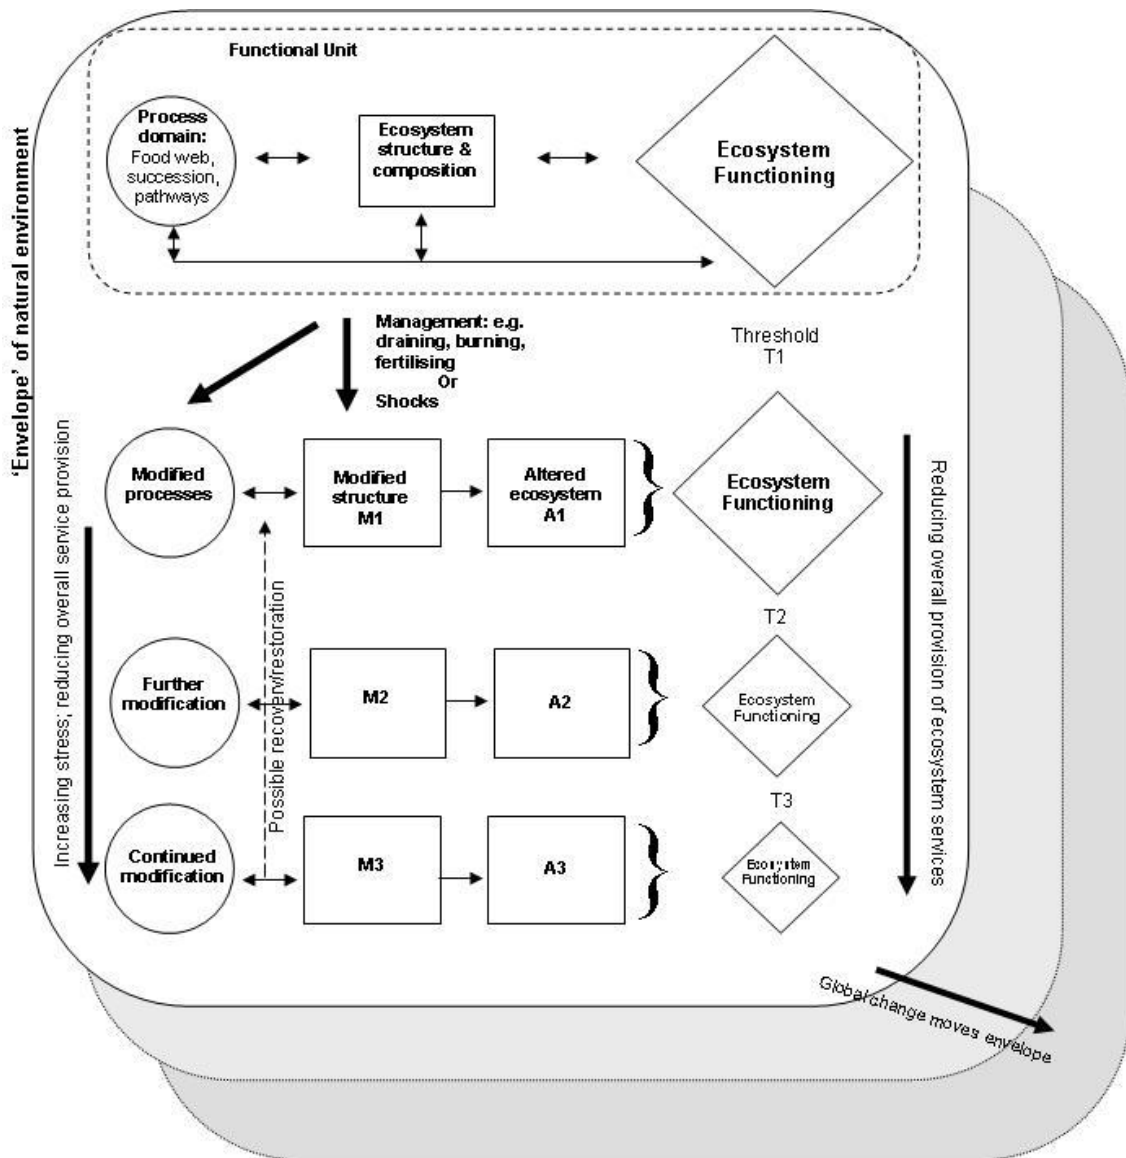 Functional Unit
'Envelope' of natural environment
Process
domain:
Food web,
succession,
pathways
Ecosystem
structure &
composition
Ecosystem
Functioning
Management: e.g.
draining, burning,
fertilising
Or
Shocks
Threshold
T1
Increasing stress; reducing overall service provision
Modified
processes
Modified
structure
M1
Altered
ecosystem
A1
Ecosystem
Functioning
Reducing overall provision of ecosystem services
Possible recovery/restoration
T2
Further
modification
M2
A2
Ecosystem
Functioning
T3
Continued
modification
M3
A3
Ecosystem
Functioning
Global change moves envelope